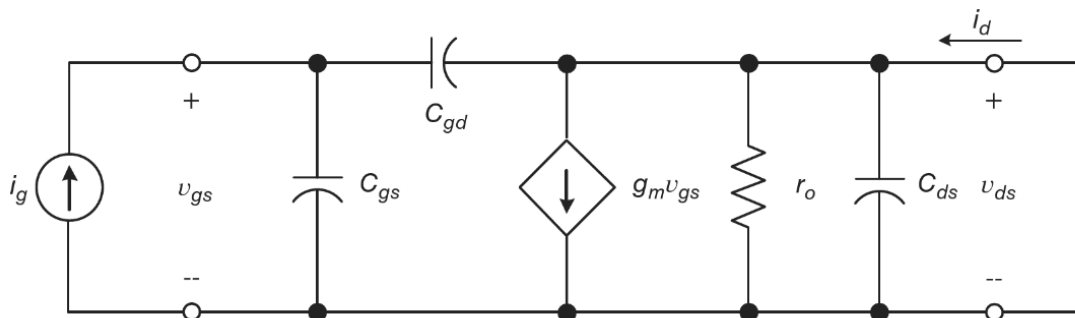 i_d
+
+
C_gd
i_g
v_gs
C_gs
g_m v_gs
r_o
C_ds
v_ds
--
--